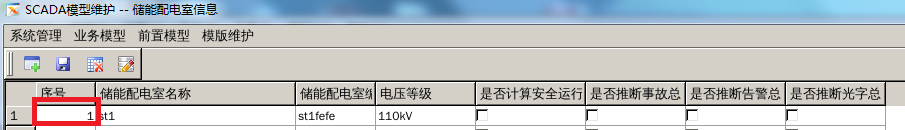 SCADA模型维护 -- 储能配电室信息
系统管理 业务模型 前置模型 模版维护
序号 储能配电室名称 储能配电室编 电压等级 是否计算安全运行 是否推断事故总 是否推断告警总 是否推断光字总
1 1 st1 st1fefe 110kV